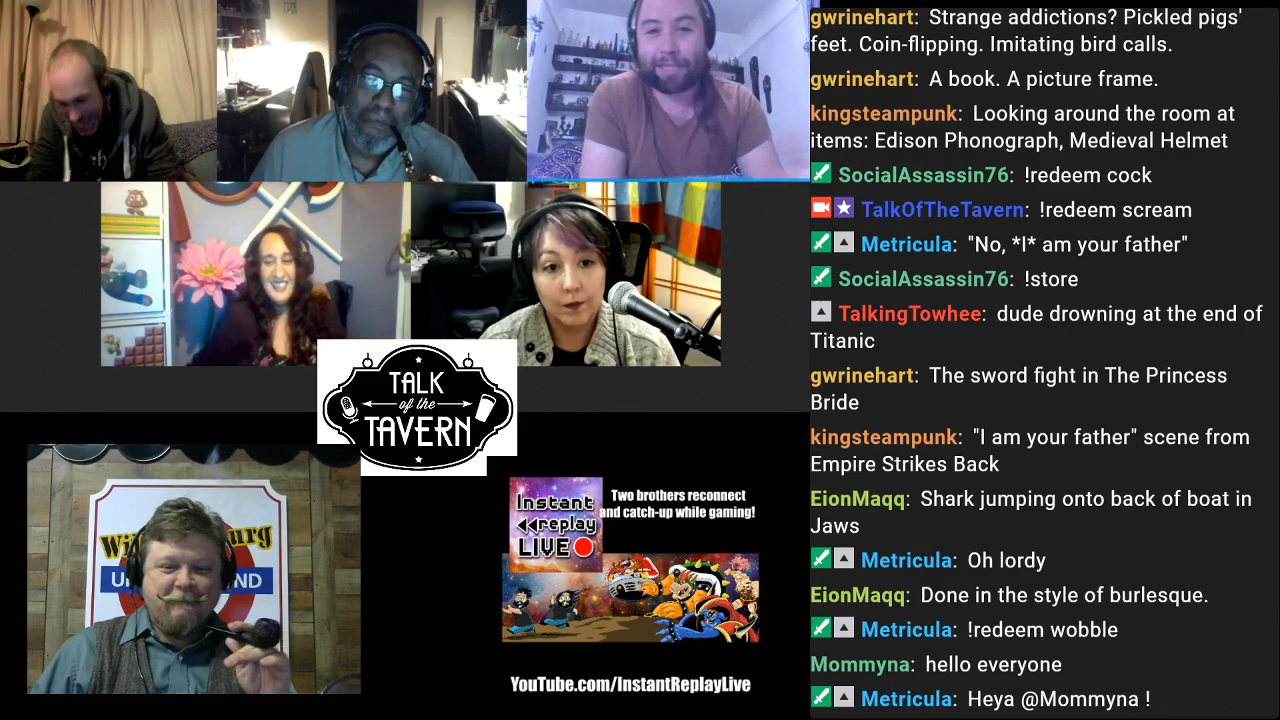 TALK
of the
TAVERN
Instant
replay
LIVE
Two brothers reconnect
and catch-up while gaming!
YouTube.com/InstantReplayLive
gwrinehart: Strange addictions? Pickled pigs'
feet. Coin-flipping. Imitating bird calls.
gwrinehart: A book. A picture frame.
kingsteampunk: Looking around the room at
items: Edison Phonograph, Medieval Helmet
SocialAssassin76: !redeem cock
TalkOfTheTavern: !redeem scream
Metricula: "No, *I* am your father"
SocialAssassin76: !store
TalkingTowhee: dude drowning at the end of
Titanic
gwrinehart: The sword fight in The Princess
Bride
kingsteampunk: "I am your father" scene from
Empire Strikes Back
EionMaqq: Shark jumping onto back of boat in
Jaws
Metricula: Oh lordy
EionMaqq: Done in the style of burlesque.
Metricula: !redeem wobble
Mommyna: hello everyone
Metricula: Heya @Mommyna !